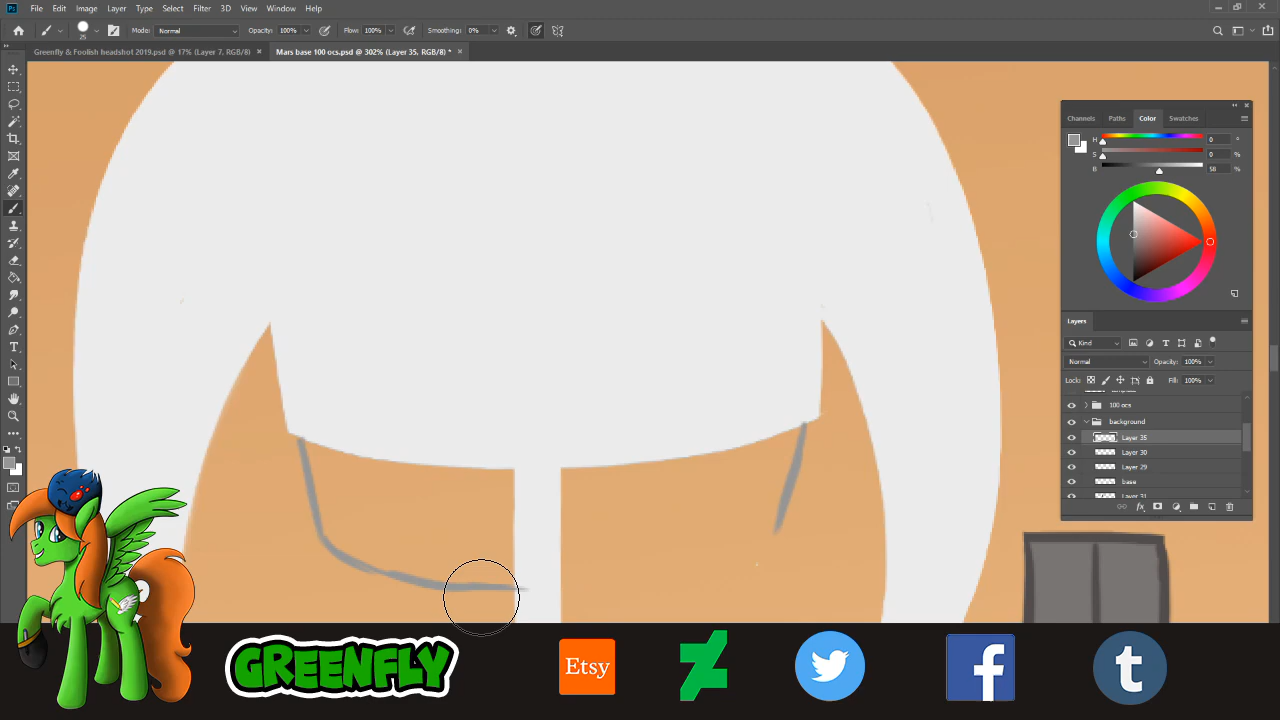 File Edit Image Layer Type Select Filter 3D View Window Help
25 Mode: Normal Opacity: 100% Flow: 100% Smoothing: 0%
Greenfly & Foolish headshot 2019.psd @ 17% (Layer 7, RGB/8) × Mars base 100 ocs.psd @ 302% (Layer 35, RGB/8) * ×
Channels Paths Color Swatches
H 0 °
S 0 %
B 58 %
Layers
Kind
Normal Opacity: 100%
Lock: Fill: 100%
100 ocs
background
Layer 35
Layer 30
Layer 29
base
Layer 31
GREENFLY
Etsy